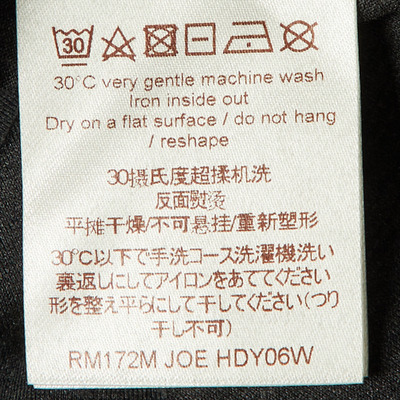 30
30°C very gentle machine wash
Iron inside out
Dry on a flat surface / do not hang
/ reshape
30摄氏度超揉机洗
反面熨烫
平摊干燥/不可悬挂/重新塑形
30°C以下で手洗コース洗濯機洗い
裏返しにしてアイロンをあててください
形を整え平らにして干してください(つり
干し不可)
RM172M JOE HDY06W